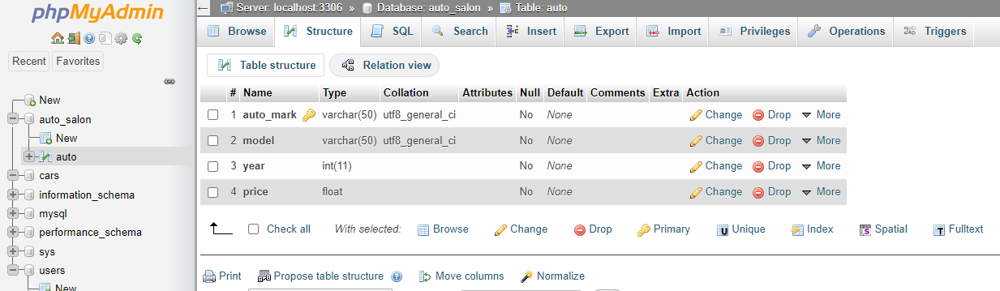 phpMyAdmin
Recent Favorites
New
auto_salon
New
auto
cars
information_schema
mysql
performance_schema
sys
users
New
Server: localhost:3306 » Database: auto_salon » Table: auto
Browse Structure SQL Search Insert Export Import Privileges Operations Triggers
Table structure Relation view
# Name Type Collation Attributes Null Default Comments Extra Action
1 auto_mark varchar(50) utf8_general_ci No None Change Drop More
2 model varchar(50) utf8_general_ci No None Change Drop More
3 year int(11) No None Change Drop More
4 price float No None Change Drop More
Check all With selected: Browse Change Drop Primary Unique Index Spatial Fulltext
Print Propose table structure Move columns Normalize